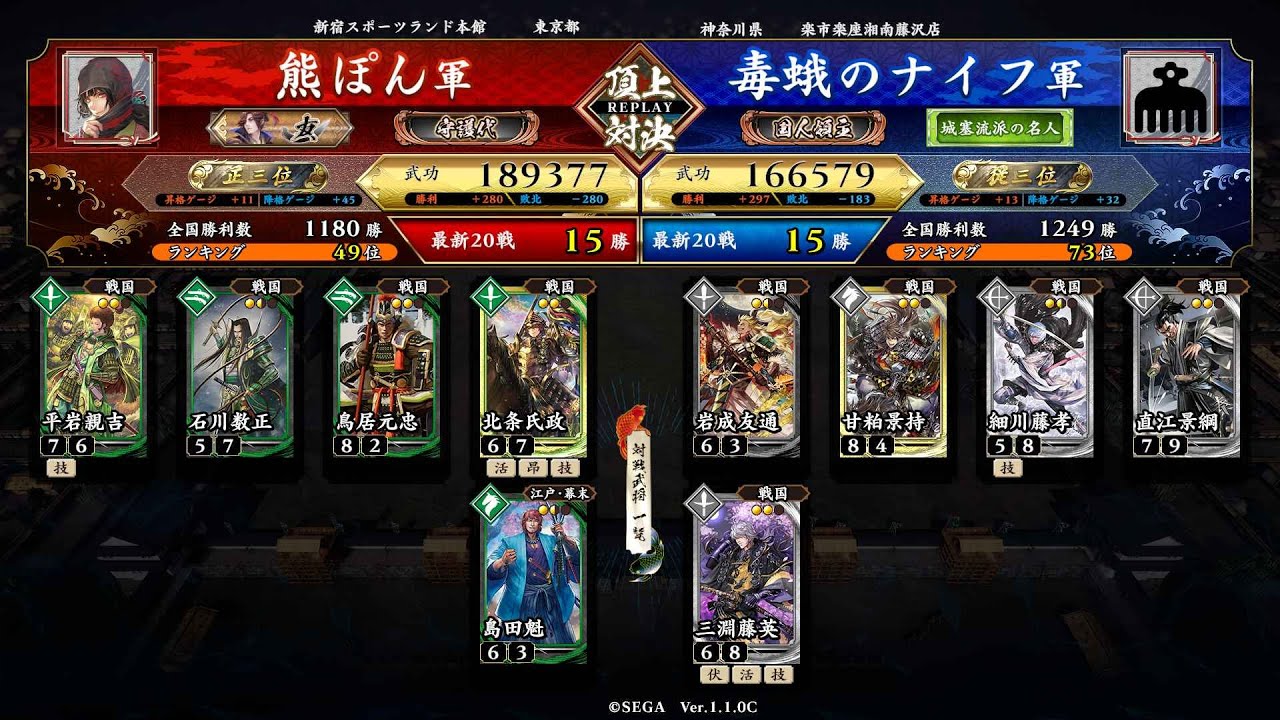 新宿スポーツランド本館 東京都
神奈川県 楽市楽座湘南藤沢店
熊ぽん軍
頂上
REPLAY
対決
毒蛾のナイフ軍
女
守護代
国人領主
城塞流派の名人
正三位
武功 189377
勝利 +280 敗北 -280
昇格ゲージ +11 降格ゲージ +45
武功 166579
勝利 +297 敗北 -183
従三位
昇格ゲージ +13 降格ゲージ +32
全国勝利数 1180勝
ランキング 49位
最新20戦 15勝
最新20戦 15勝
全国勝利数 1249勝
ランキング 73位
戦国
平岩親吉
7 6
技
戦国
石川数正
5 7
戦国
鳥居元忠
8 2
戦国
北条氏政
6 7
活 昂 技
対戦武将一覧
戦国
岩成友通
6 3
戦国
甘粕景持
8 4
戦国
細川藤孝
5 8
技
戦国
直江景綱
7 9
江戸・幕末
島田魁
6 3
戦国
三淵藤英
6 8
伏 活 技
©SEGA Ver.1.1.0C